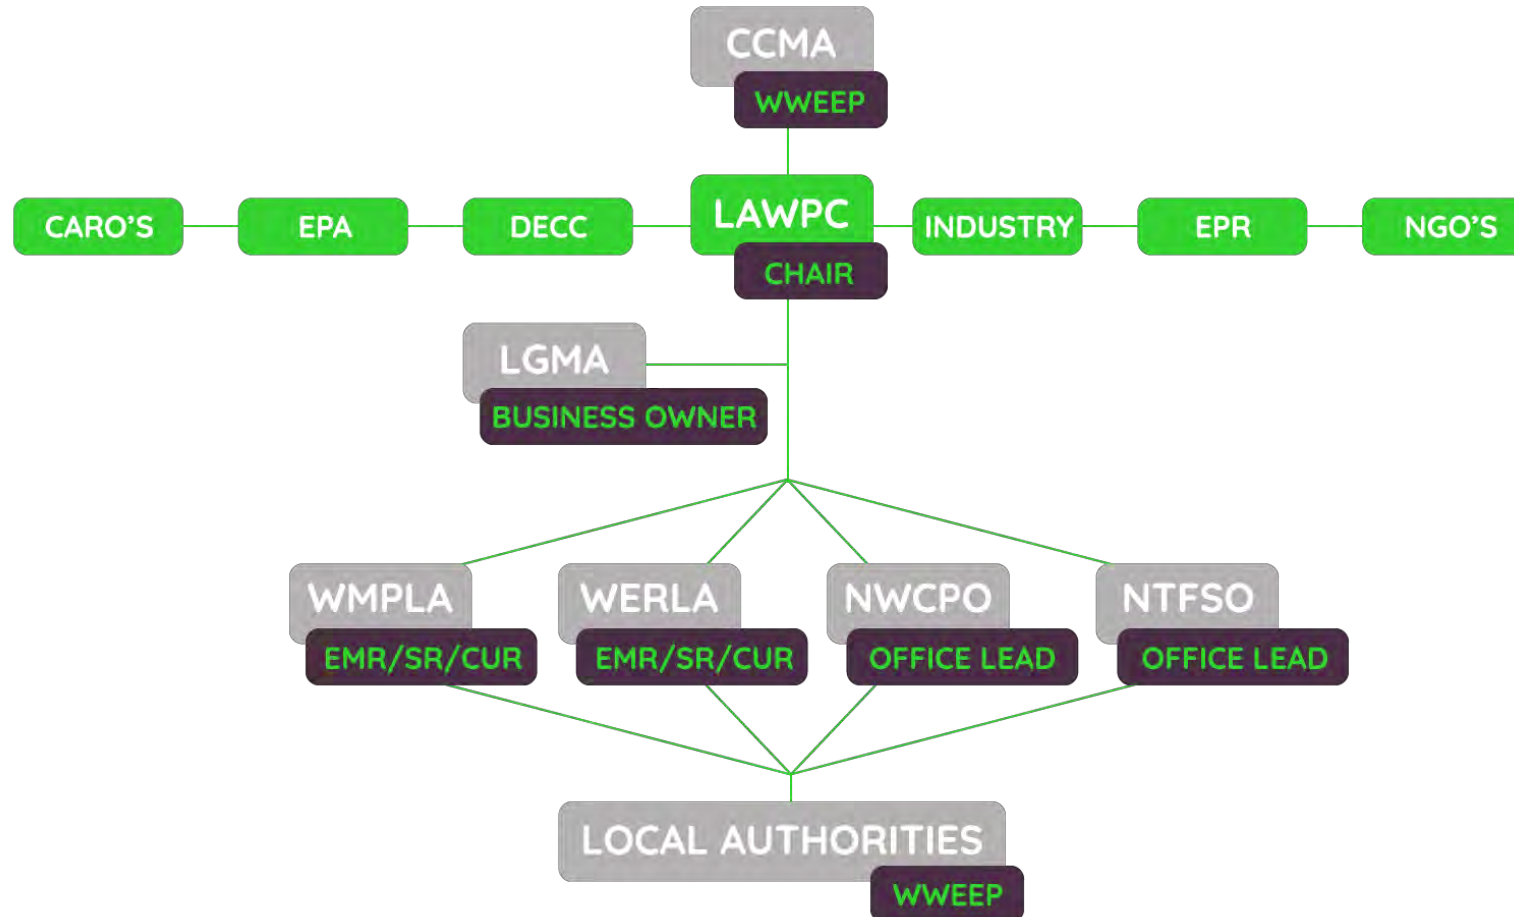 CCMA
WWEEP
CARO'S
EPA
DECC
LAWPC
INDUSTRY
EPR
NGO'S
CHAIR
LGMA
BUSINESS OWNER
WMPLA
WERLA
NWCPO
NTFSO
EMR/SR/CUR
EMR/SR/CUR
OFFICE LEAD
OFFICE LEAD
LOCAL AUTHORITIES
WWEEP